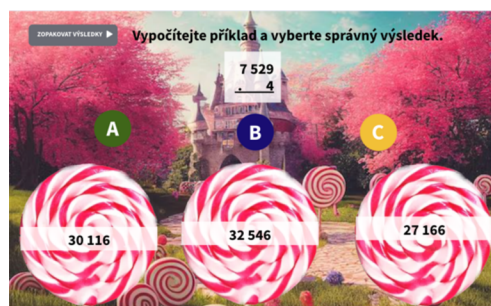 ZOPAKOVAT VÝSLEDKY
Vypočítejte příklad a vyberte správný výsledek.
7 529
. 4
A
B
C
30 116
32 546
27 166